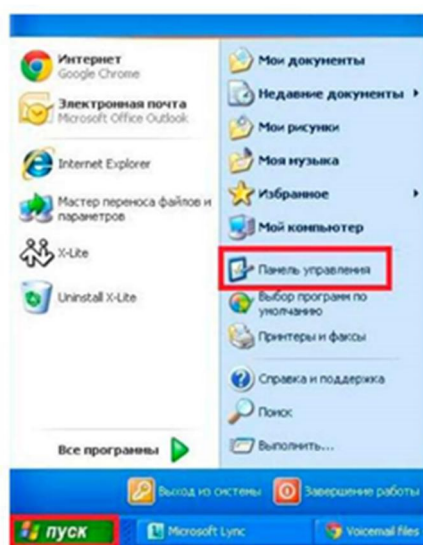 Интернет
Google Chrome
Электронная почта
Microsoft Office Outlook
Internet Explorer
Мастер переноса файлов и
параметров
X-Lite
Uninstall X-Lite
Все программы
Мои документы
Недавние документы
Мои рисунки
Моя музыка
Избранное
Мой компьютер
Панель управления
Выбор программ по
умолчанию
Принтеры и факсы
Справка и поддержка
Поиск
Выполнить...
Выход из системы
Завершение работы
пуск
Microsoft Lync
Voicemail files